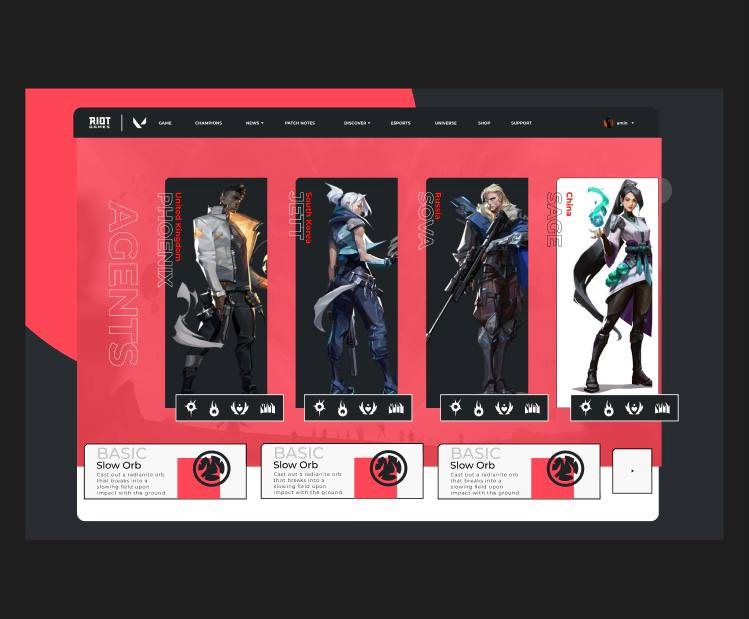 RIOT
GAMES
GAME
CHAMPIONS
NEWS
PATCH NOTES
DISCOVER
ESPORTS
UNIVERSE
SHOP
SUPPORT
amin
AGENTS
United Kingdom
PHOENIX
South Korea
JETT
Russia
SOVA
China
SAGE
BASIC
Slow Orb
Cast out a radianite orb
that breaks into a
slowing field upon
impact with the ground.
BASIC
Slow Orb
Cast out a radianite orb
that breaks into a
slowing field upon
impact with the ground.
BASIC
Slow Orb
Cast out a radianite orb
that breaks into a
slowing field upon
impact with the ground.